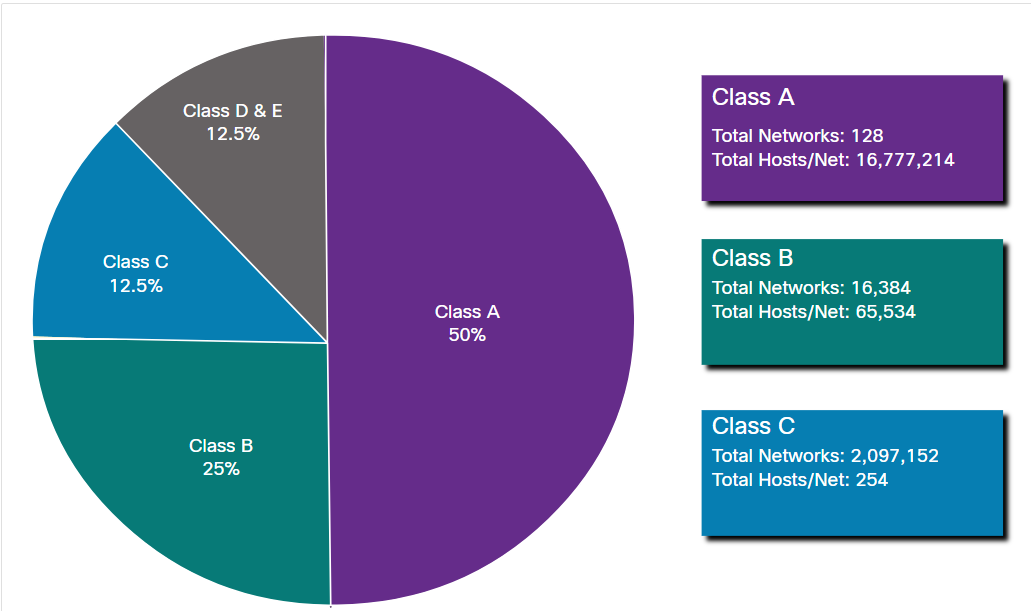 Class D & E
12.5%
Class C
12.5%
Class A
50%
Class B
25%
Class A
Total Networks: 128
Total Hosts/Net: 16,777,214
Class B
Total Networks: 16,384
Total Hosts/Net: 65,534
Class C
Total Networks: 2,097,152
Total Hosts/Net: 254